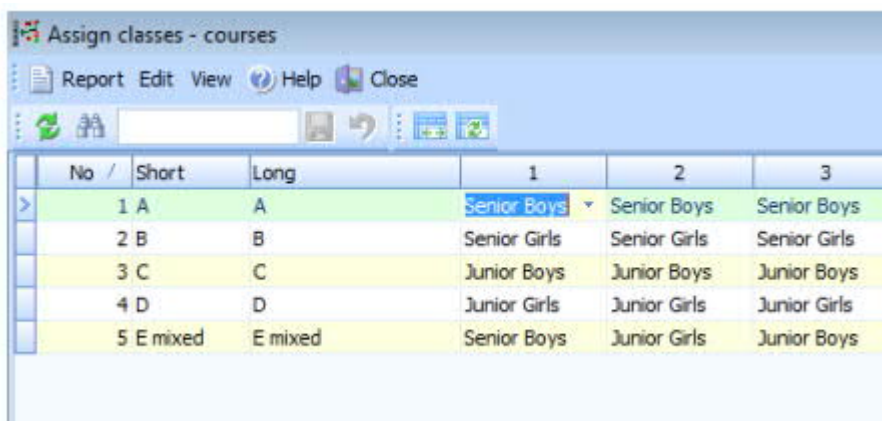 Assign classes - courses
Report Edit View Help Close
No / Short Long 1 2 3
1 A A Senior Boys Senior Boys Senior Boys
2 B B Senior Girls Senior Girls Senior Girls
3 C C Junior Boys Junior Boys Junior Boys
4 D D Junior Girls Junior Girls Junior Girls
5 E mixed E mixed Senior Boys Junior Girls Junior Boys